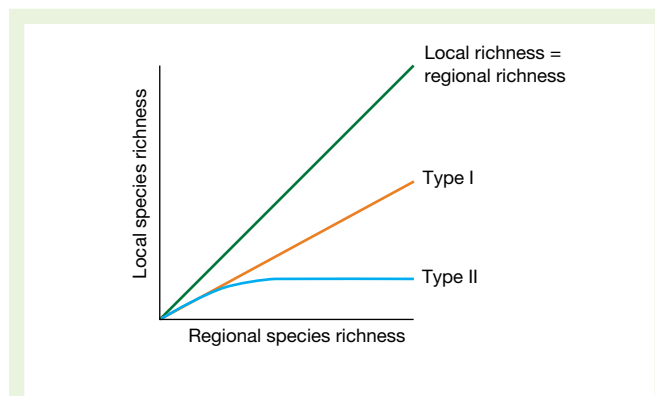 Local richness =
regional richness
Type I
Type II
Local species richness
Regional species richness